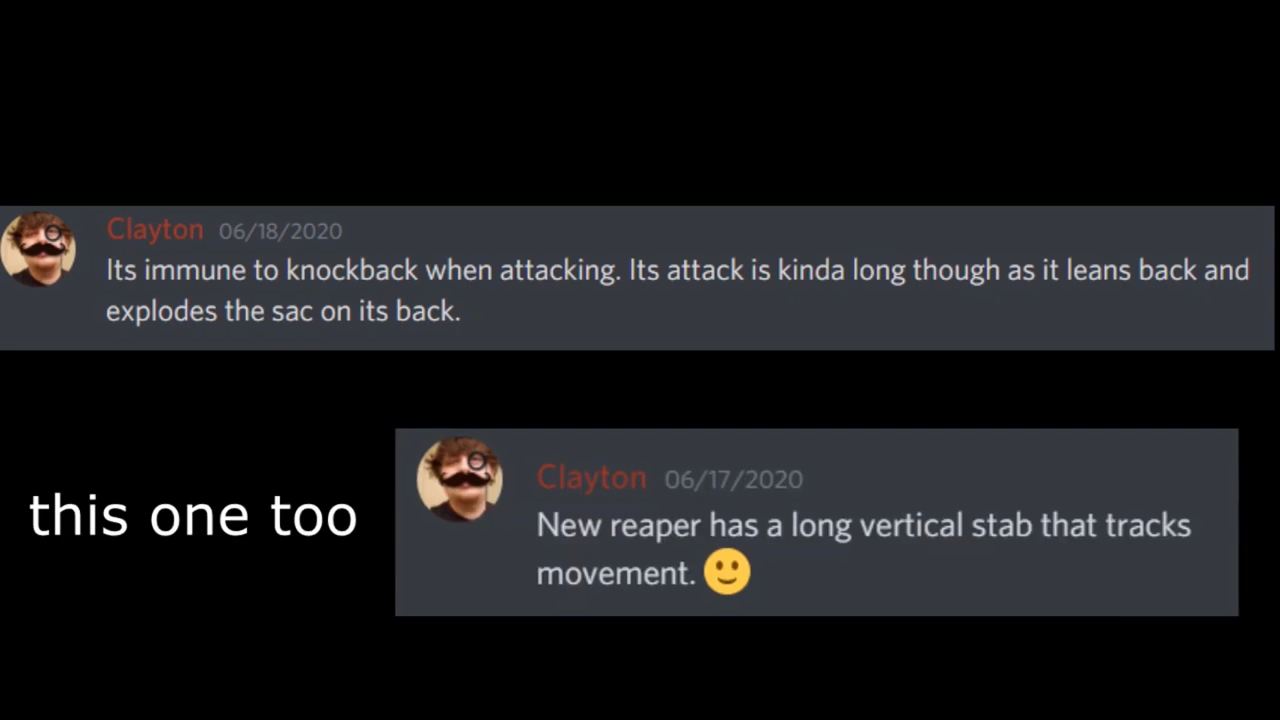 Clayton 06/18/2020
Its immune to knockback when attacking. Its attack is kinda long though as it leans back and
explodes the sac on its back.
this one too
Clayton 06/17/2020
New reaper has a long vertical stab that tracks
movement. 🙂